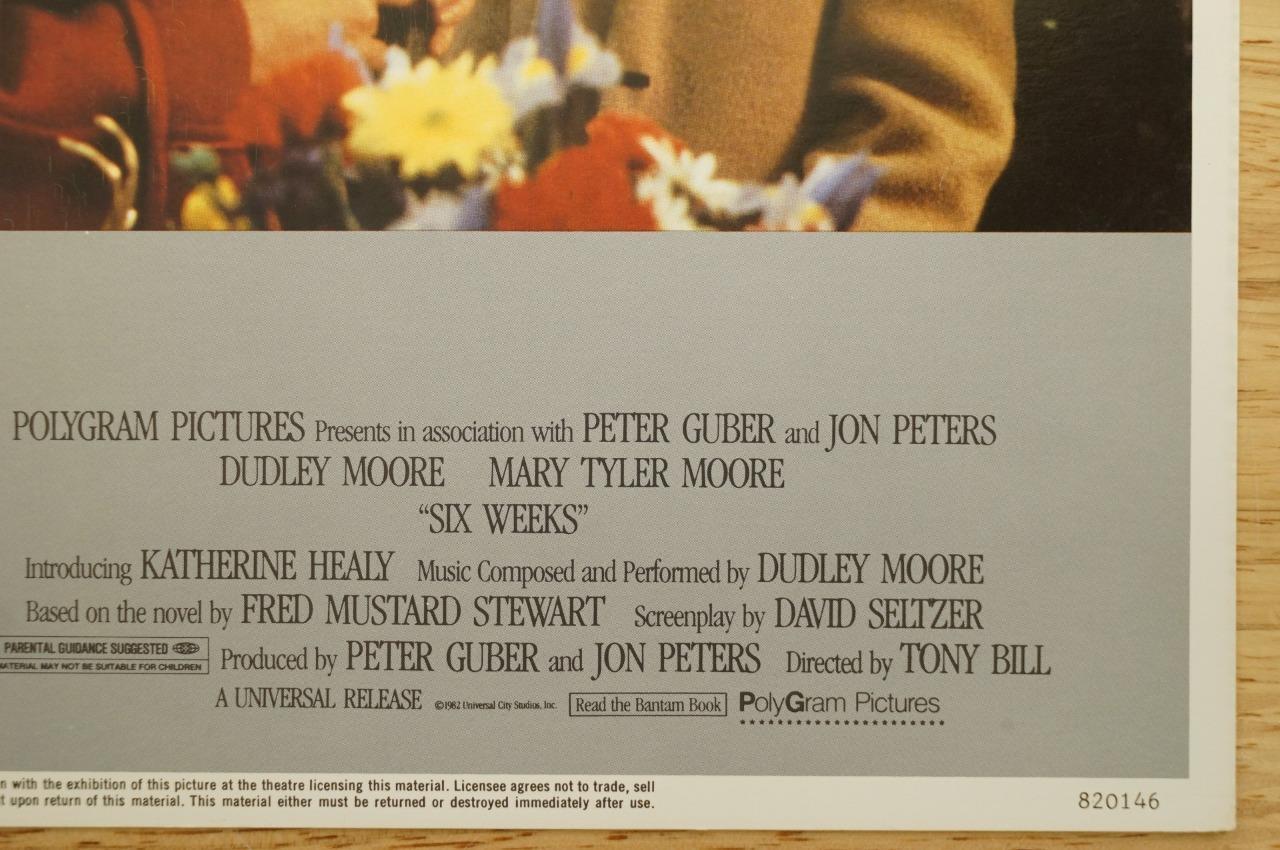 POLYGRAM PICTURES Presents in association with PETER GUBER and JON PETERS
DUDLEY MOORE MARY TYLER MOORE
“SIX WEEKS”
Introducing KATHERINE HEALY Music Composed and Performed by DUDLEY MOORE
Based on the novel by FRED MUSTARD STEWART Screenplay by DAVID SELTZER
PARENTAL GUIDANCE SUGGESTED
MATERIAL MAY NOT BE SUITABLE FOR CHILDREN
Produced by PETER GUBER and JON PETERS Directed by TONY BILL
A UNIVERSAL RELEASE ©1982 Universal City Studios, Inc. Read the Bantam Book PolyGram Pictures
with the exhibition of this picture at the theatre licensing this material. Licensee agrees not to trade, sell
upon return of this material. This material either must be returned or destroyed immediately after use.
820146